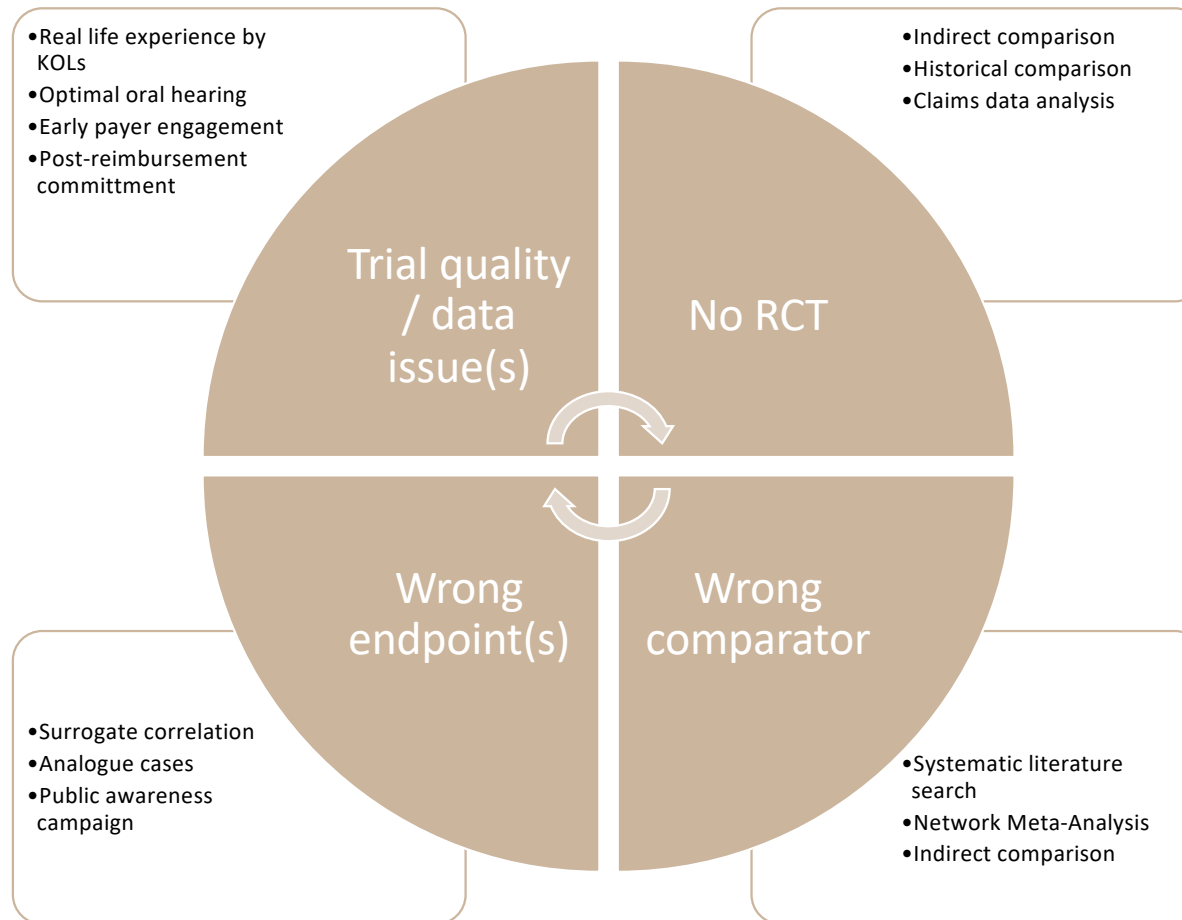 •Real life experience by
KOLs
•Optimal oral hearing
•Early payer engagement
•Post-reimbursement
committment
•Indirect comparison
•Historical comparison
•Claims data analysis
Trial quality
/ data
issue(s)
No RCT
Wrong
endpoint(s)
Wrong
comparator
•Surrogate correlation
•Analogue cases
•Public awareness
campaign
•Systematic literature
search
•Network Meta-Analysis
•Indirect comparison